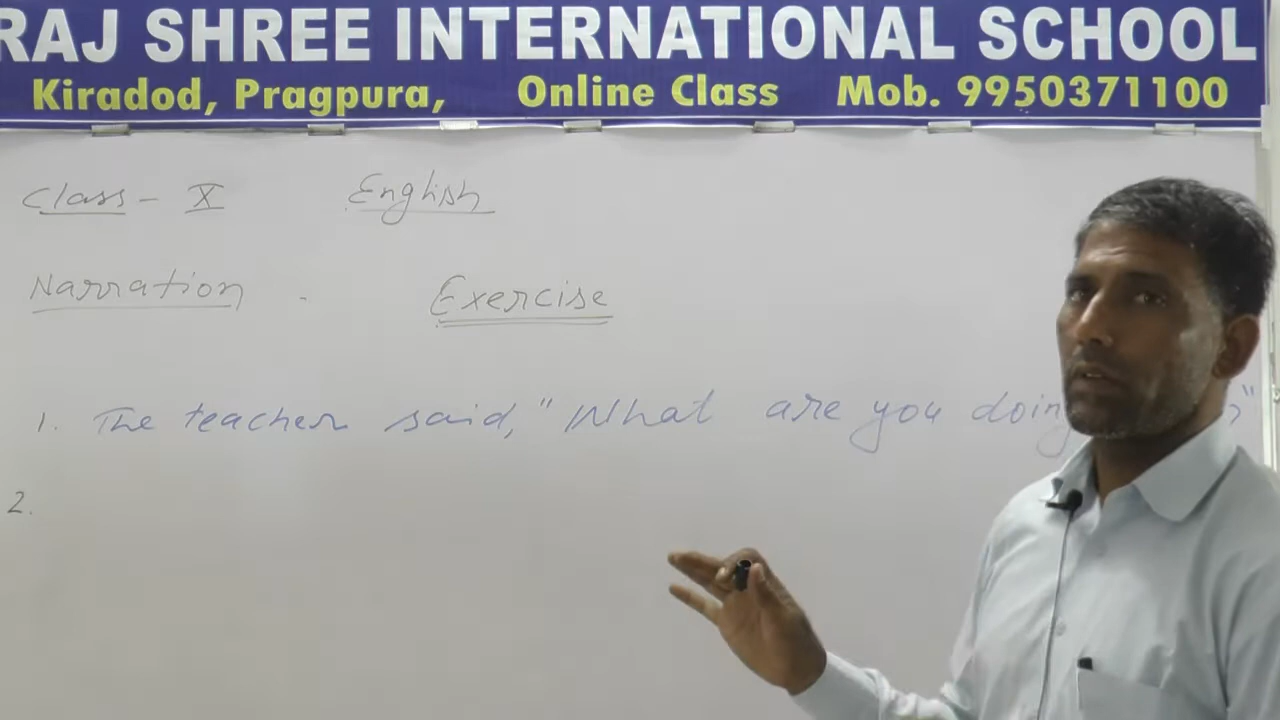 RAJ SHREE INTERNATIONAL SCHOOL
Kiradod, Pragpura, Online Class Mob. 9950371100
Class - X English
Narration . Exercise
1. The teacher said, "What are you doing ?"
2.